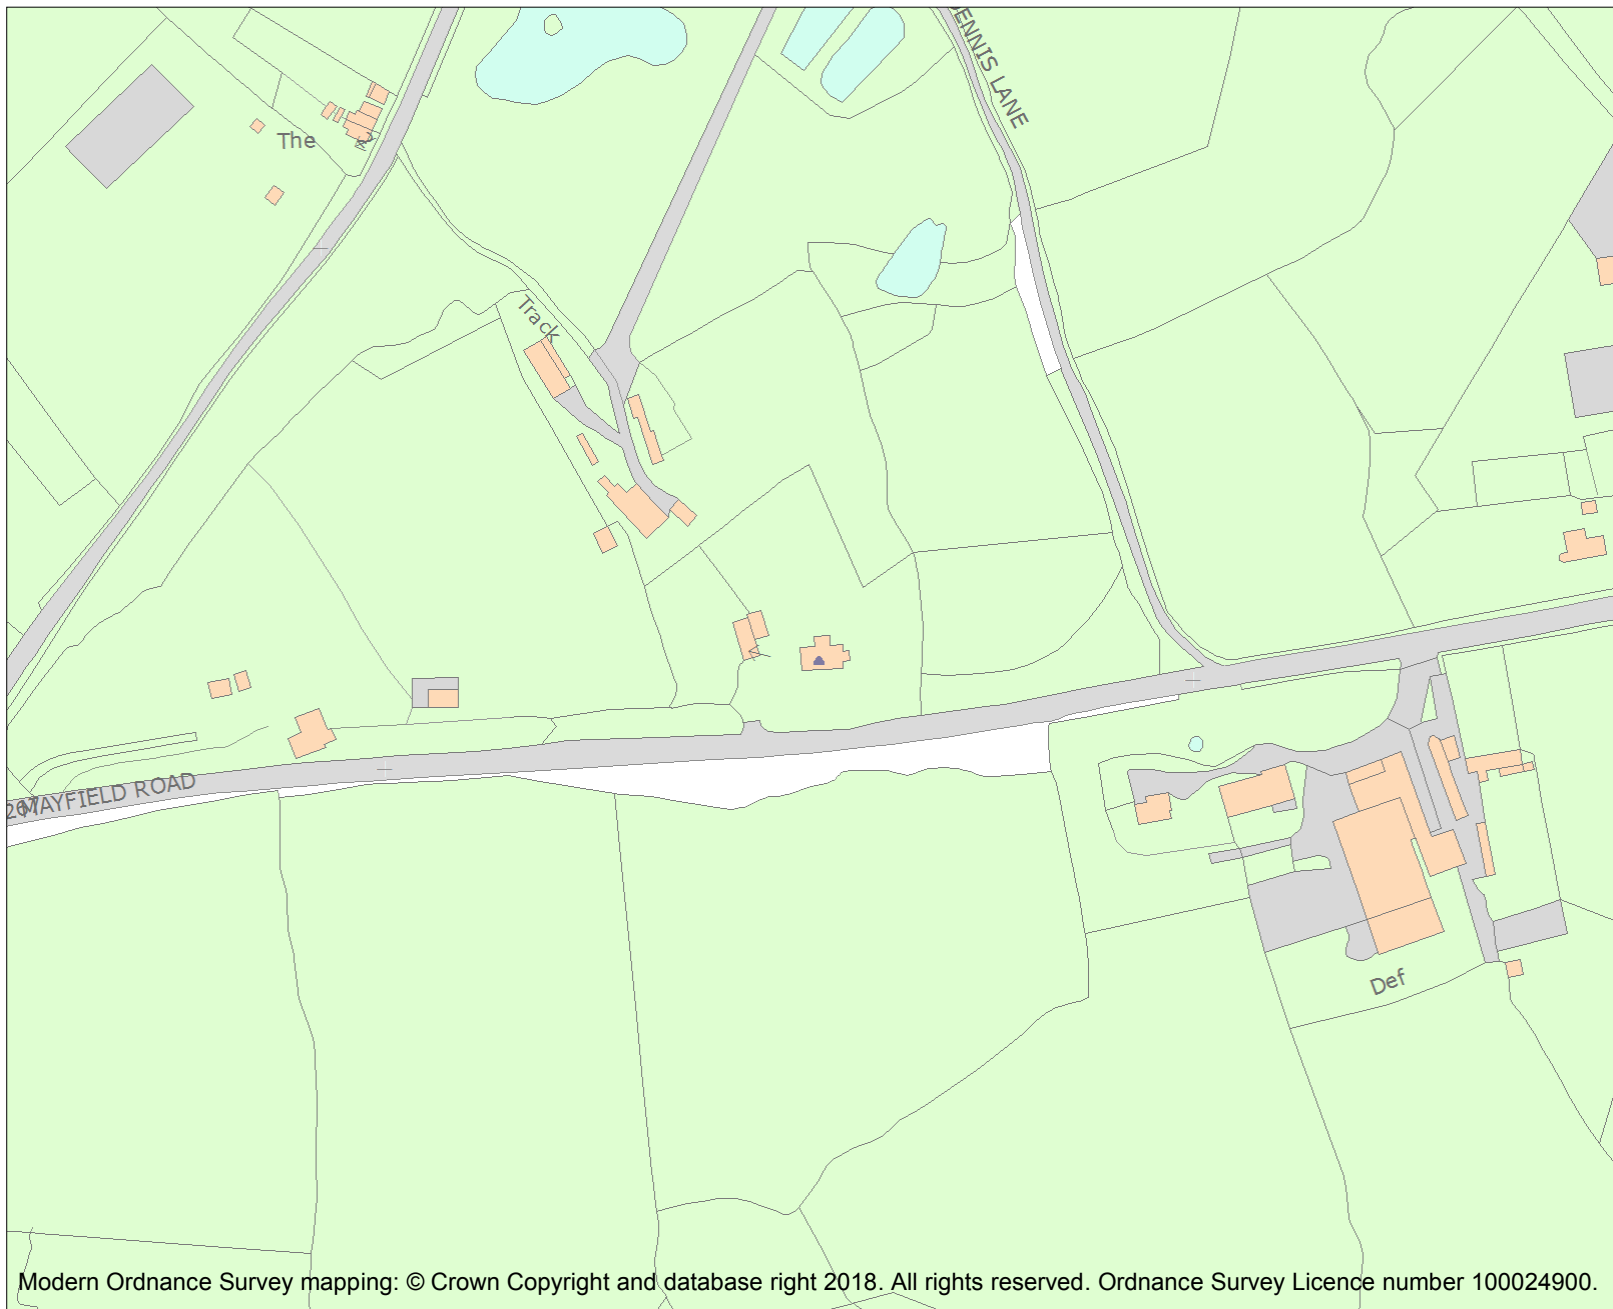 ENNIS LANE
The
Track
MAYFIELD ROAD
Def
Modern Ordnance Survey mapping: © Crown Copyright and database right 2018. All rights reserved. Ordnance Survey Licence number 100024900.